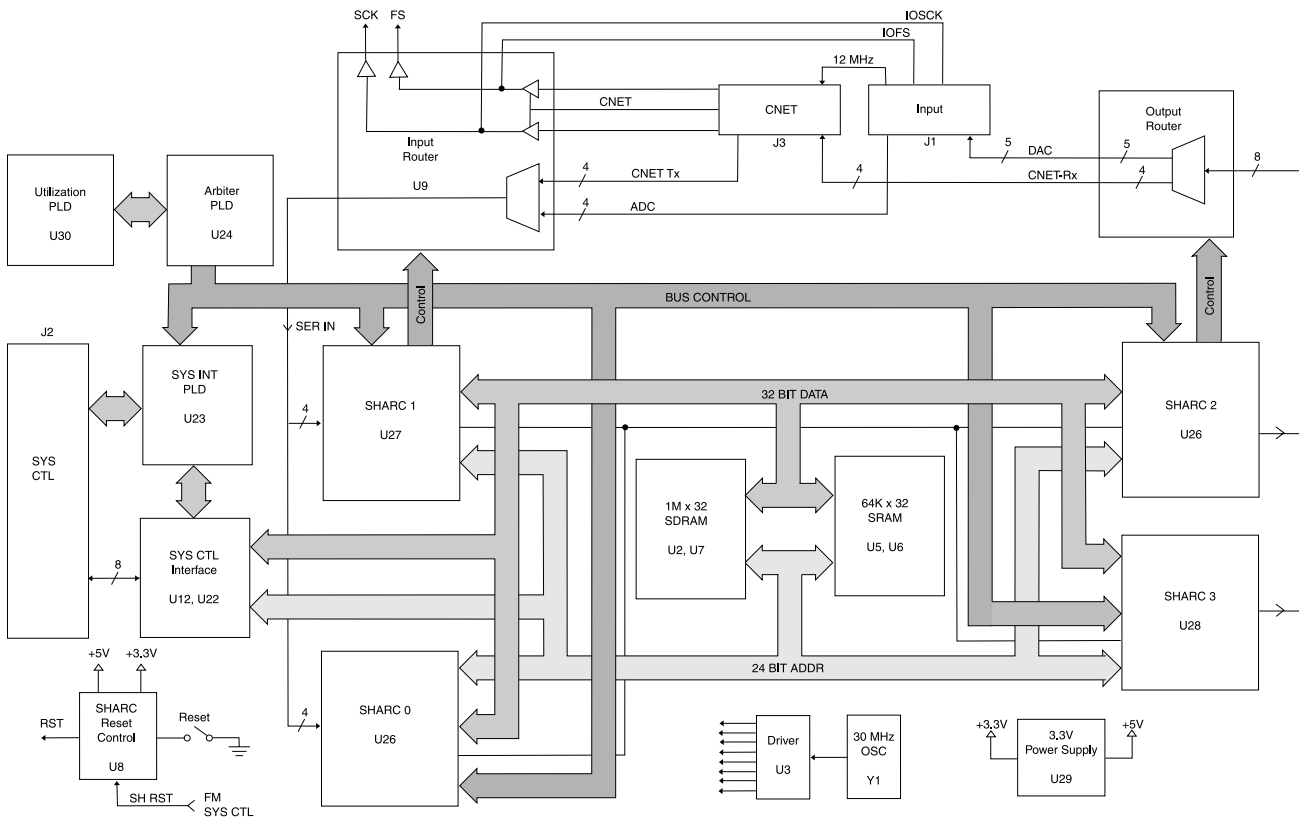 SCK FS IOSCK
IOFS
12 MHz
CNET
CNET
J3
Input
J1
Output
Router
5 DAC 5
8
4 CNET-Rx 4
Input
Router
U9
4 CNET Tx
4 ADC
Utilization
PLD
U30
Arbiter
PLD
U24
Control
BUS CONTROL
Control
SER IN
J2
SYS
CTL
SYS INT
PLD
U23
4
SHARC 1
U27
32 BIT DATA
SHARC 2
U26
1M x 32
SDRAM
U2, U7
64K x 32
SRAM
U5, U6
8
SYS CTL
Interface
U12, U22
SHARC 3
U28
24 BIT ADDR
+5V +3.3V
SHARC
Reset
Control
U8
RST
Reset
SH RST
FM
SYS CTL
4
SHARC 0
U26
Driver
U3
30 MHz
OSC
Y1
+3.3V
3.3V
Power Supply
U29
+5V